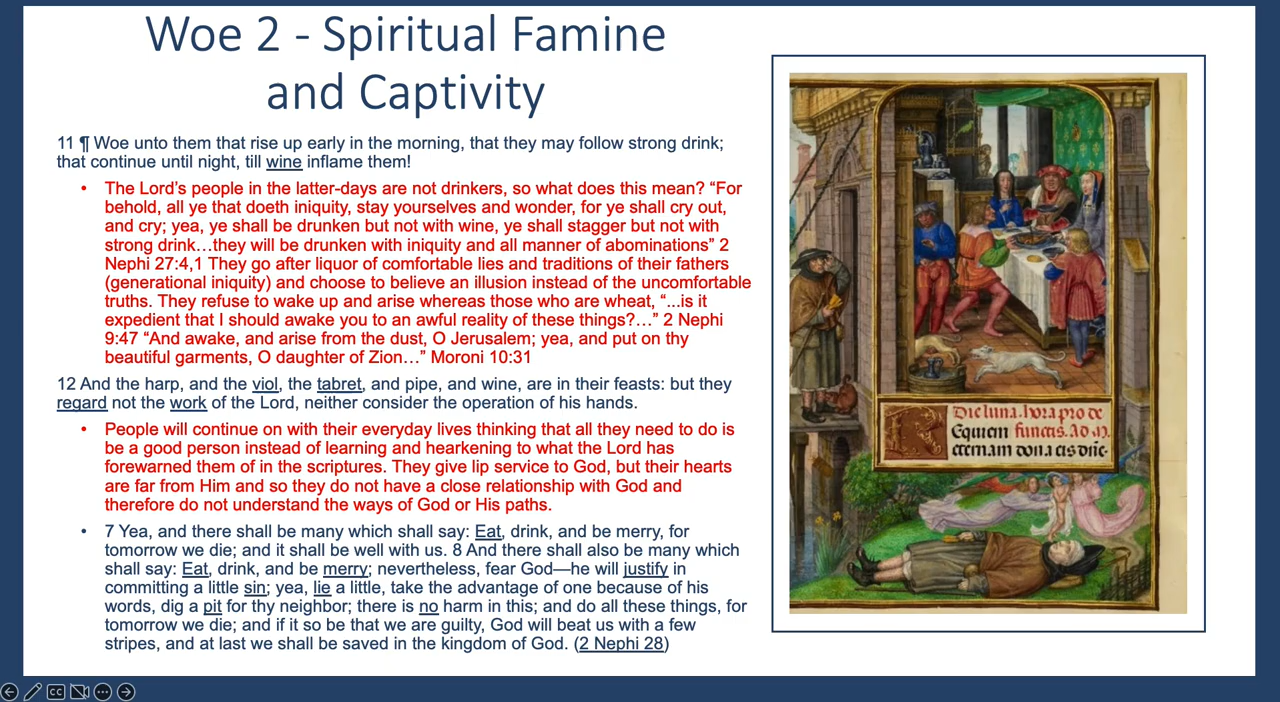 Woe 2 - Spiritual Famine
and Captivity
11 ¶ Woe unto them that rise up early in the morning, that they may follow strong drink;
that continue until night, till wine inflame them!
• The Lord’s people in the latter-days are not drinkers, so what does this mean? “For
behold, all ye that doeth iniquity, stay yourselves and wonder, for ye shall cry out,
and cry; yea, ye shall be drunken but not with wine, ye shall stagger but not with
strong drink…they will be drunken with iniquity and all manner of abominations” 2
Nephi 27:4,1 They go after liquor of comfortable lies and traditions of their fathers
(generational iniquity) and choose to believe an illusion instead of the uncomfortable
truths. They refuse to wake up and arise whereas those who are wheat, “...is it
expedient that I should awake you to an awful reality of these things?…” 2 Nephi
9:47 “And awake, and arise from the dust, O Jerusalem; yea, and put on thy
beautiful garments, O daughter of Zion…” Moroni 10:31
12 And the harp, and the viol, the tabret, and pipe, and wine, are in their feasts: but they
regard not the work of the Lord, neither consider the operation of his hands.
• People will continue on with their everyday lives thinking that all they need to do is
be a good person instead of learning and hearkening to what the Lord has
forewarned them of in the scriptures. They give lip service to God, but their hearts
are far from Him and so they do not have a close relationship with God and
therefore do not understand the ways of God or His paths.
• 7 Yea, and there shall be many which shall say: Eat, drink, and be merry, for
tomorrow we die; and it shall be well with us. 8 And there shall also be many which
shall say: Eat, drink, and be merry; nevertheless, fear God—he will justify in
committing a little sin; yea, lie a little, take the advantage of one because of his
words, dig a pit for thy neighbor; there is no harm in this; and do all these things, for
tomorrow we die; and if it so be that we are guilty, God will beat us with a few
stripes, and at last we shall be saved in the kingdom of God. (2 Nephi 28)
Die lune. hora pro de
Requiem functis. Ad
eternam dona eis
CC